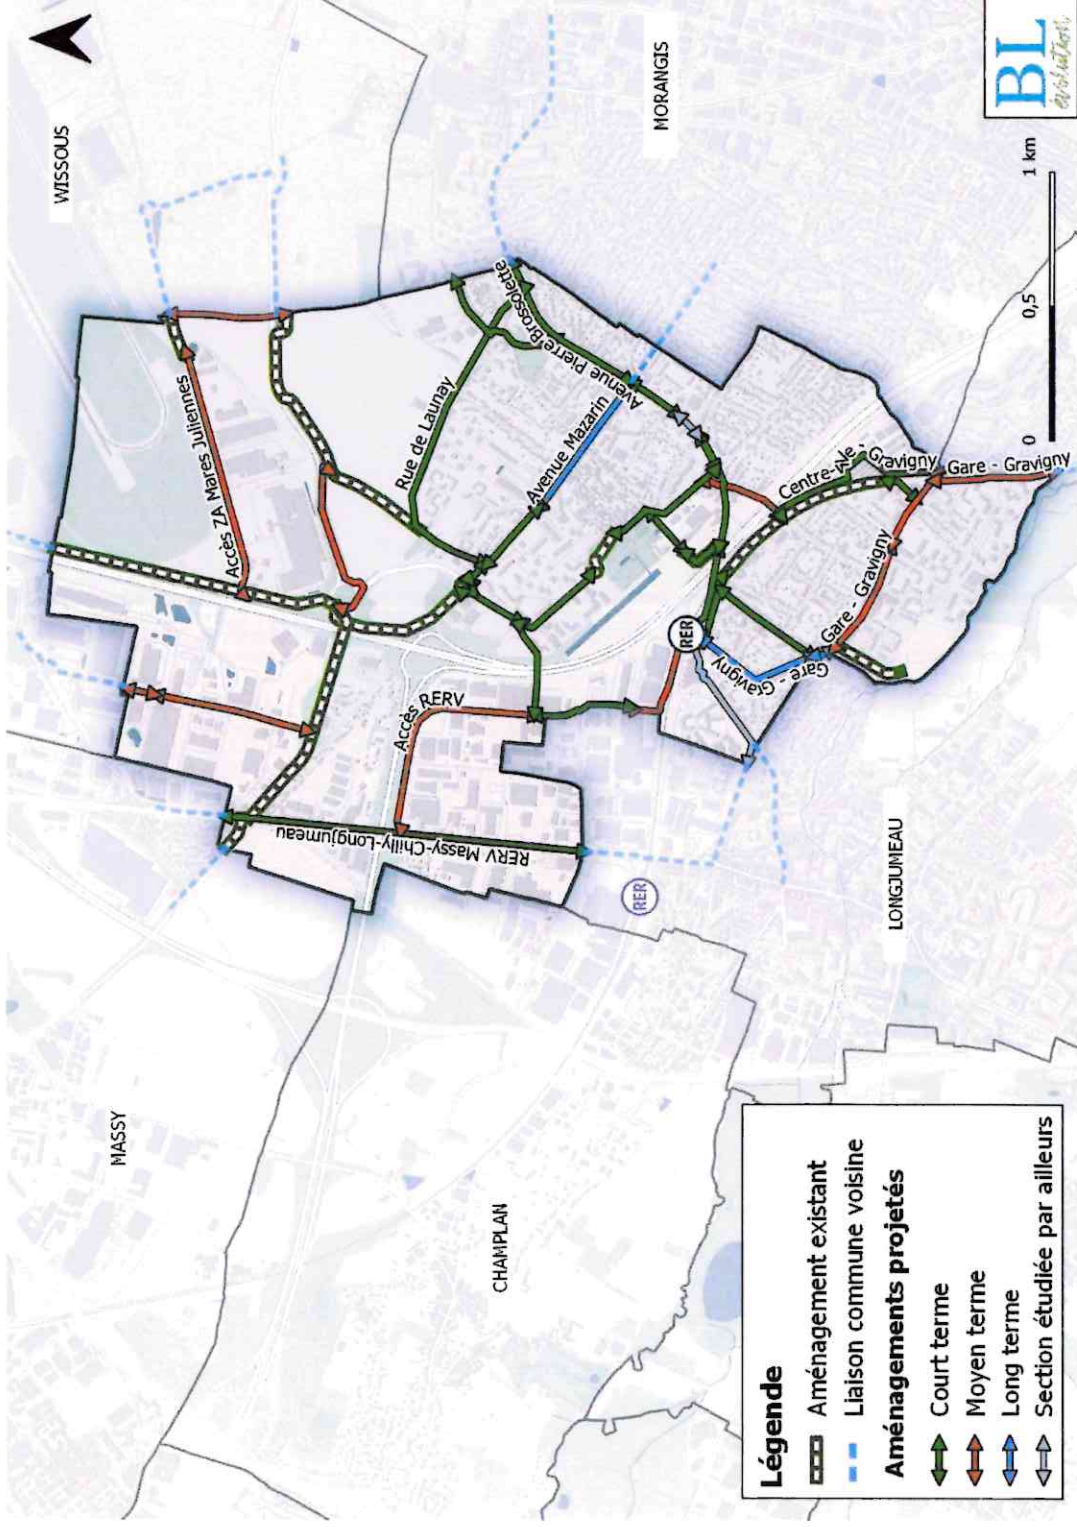 WISSOUS
MASSY
MORANGIS
CHAMPLAN
LONGJUMEAU
Accès ZA Mares Juliennes
Rue de Launay
Avenue Pierre Brossolette
Avenue Mazarin
Accès RERV
RERV Massy-Chilly-Longjumeau
RER
RER
Centre-ville - Gravigny
Gare - Gravigny
Gare - Gravigny
Gare - Gravigny
Légende
Aménagement existant
Liaison commune voisine
Aménagements projetés
Court terme
Moyen terme
Long terme
Section étudiée par ailleurs
0 0,5 1 km
BL
évolution